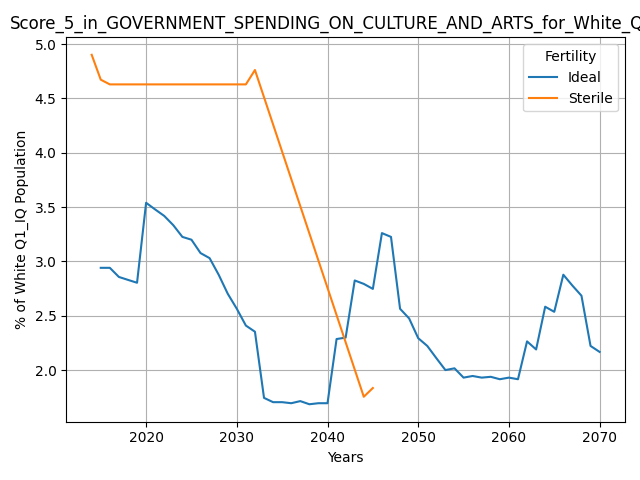 Score_5_in_GOVERNMENT_SPENDING_ON_CULTURE_AND_ARTS_for_White_Q
5.0
4.5
4.0
3.5
3.0
2.5
2.0
% of White Q1_IQ Population
Fertility
Ideal
Sterile
2020 2030 2040 2050 2060 2070
Years